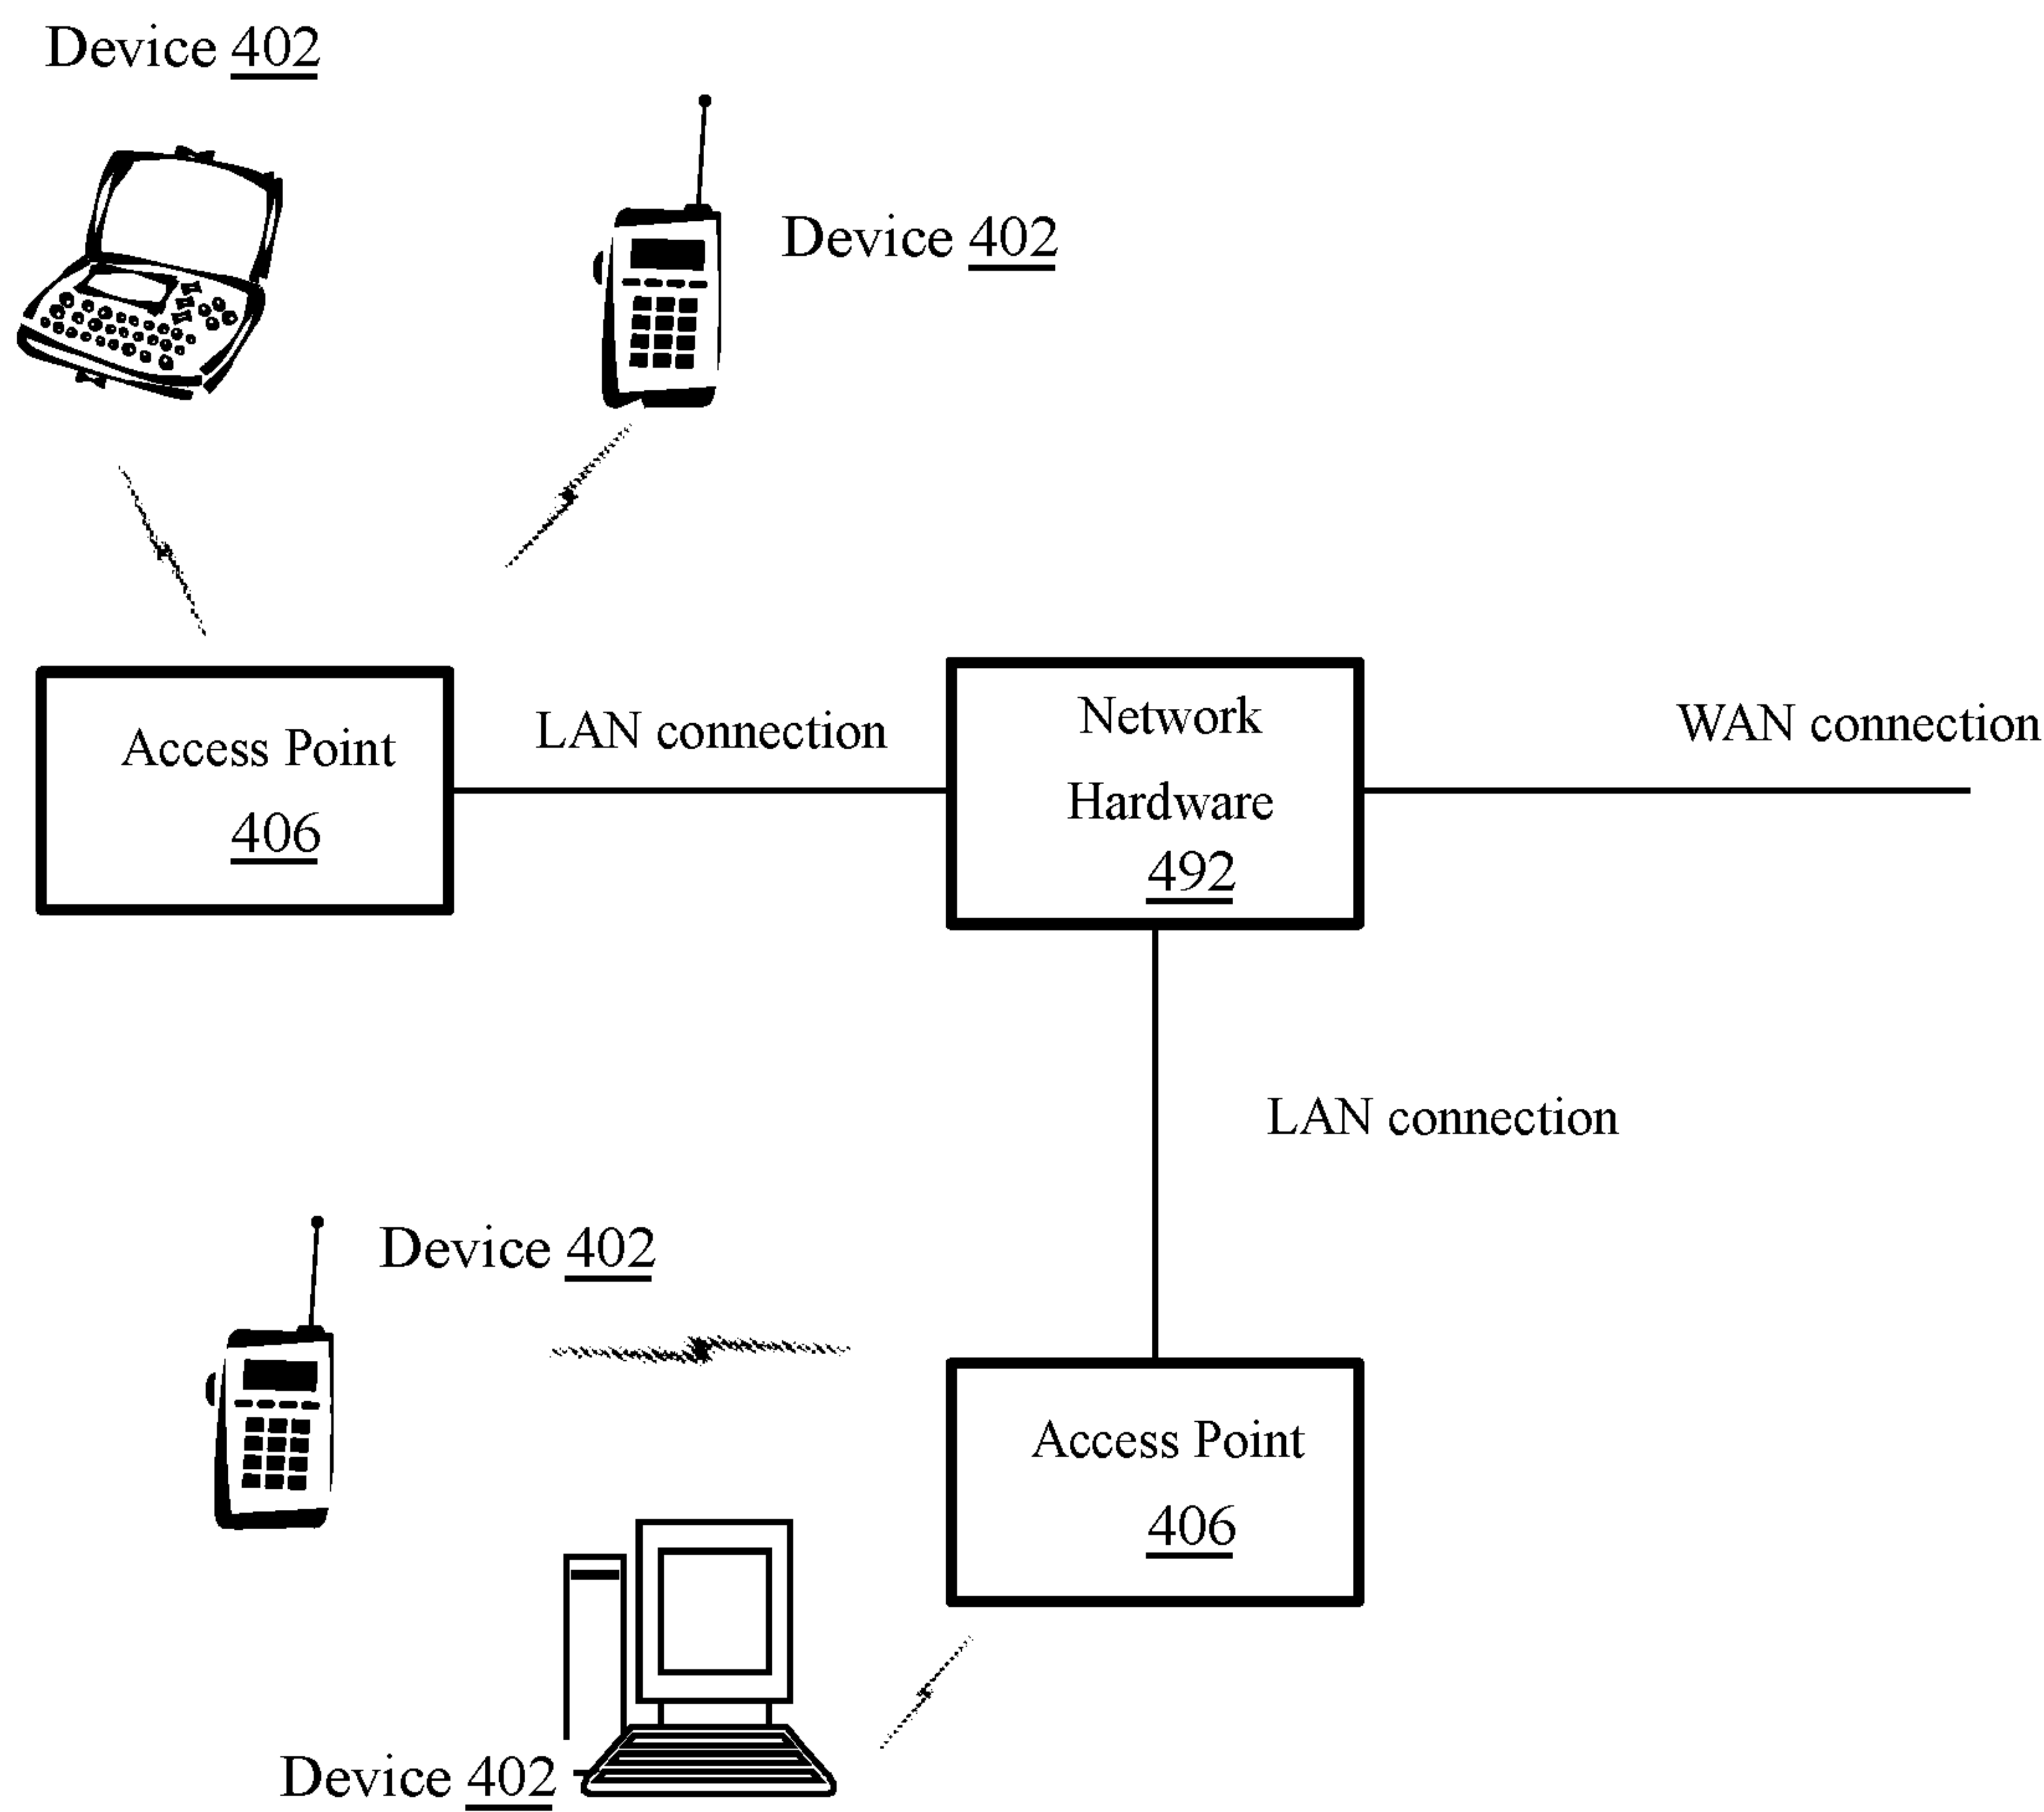 Device 402
Device 402
Access Point
406
LAN connection
Network
Hardware
492
WAN connection
LAN connection
Device 402
Access Point
406
Device 402